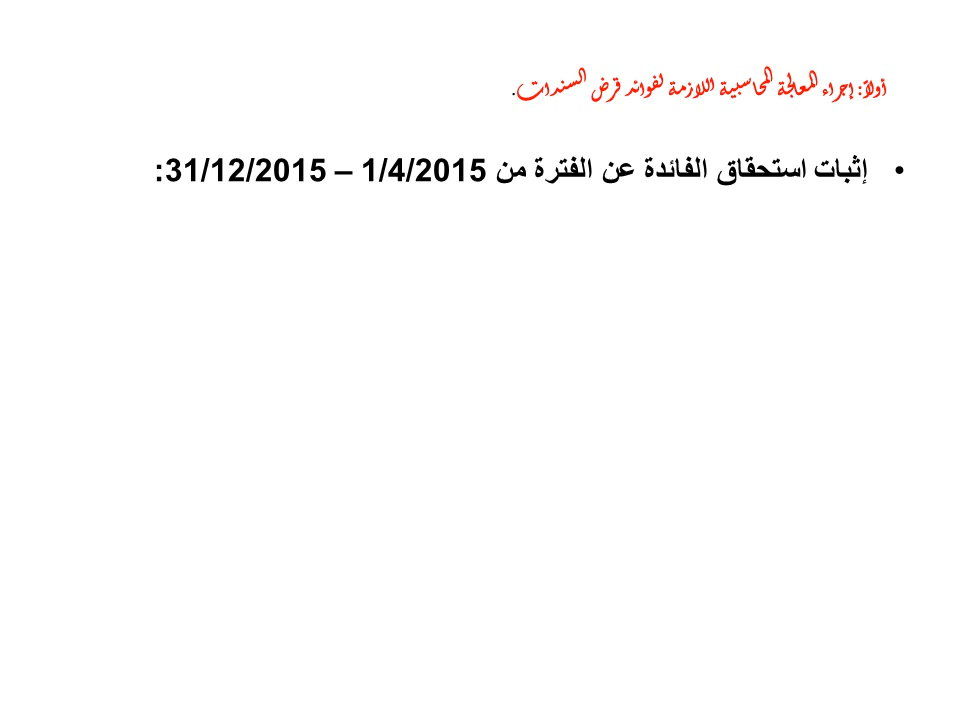 أولاً: إجراء المعالجة المحاسبية اللازمة لفوائد قرض السندات.
• إثبات استحقاق الفائدة عن الفترة من 1/4/2015 – 31/12/2015: